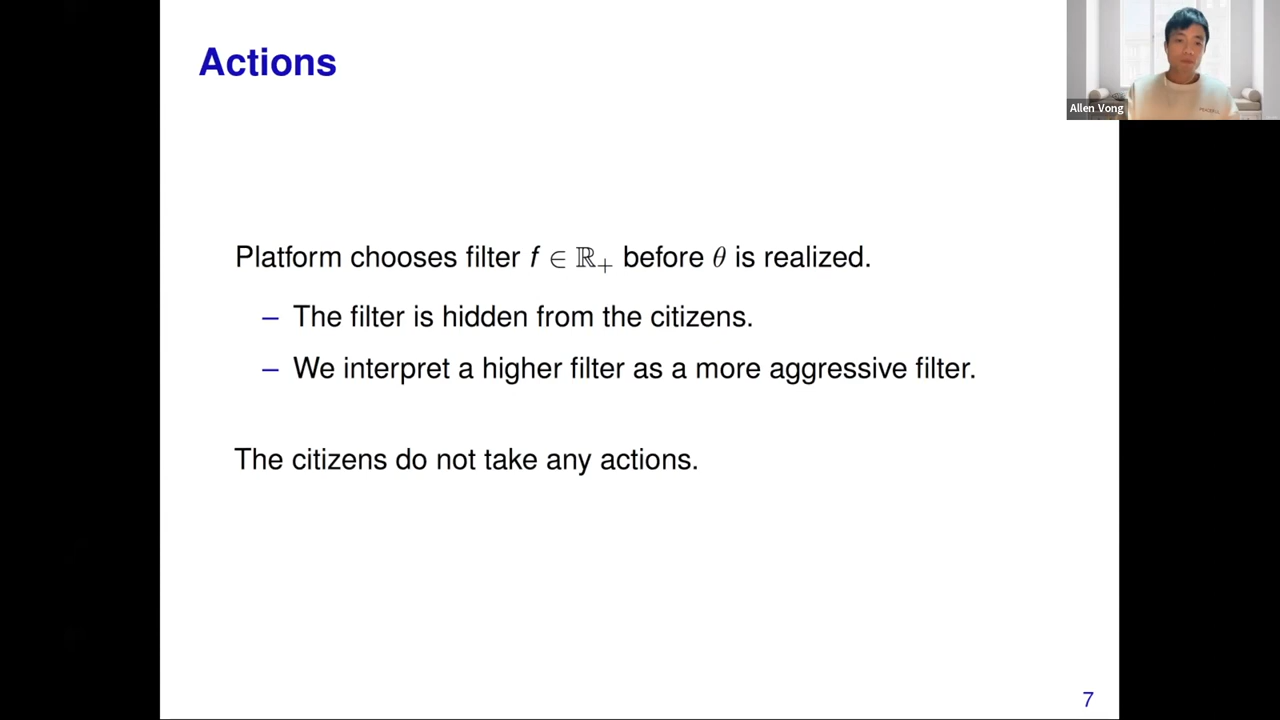 Actions
Allen Vong
Platform chooses filter f ∈ ℝ₊ before θ is realized.
– The filter is hidden from the citizens.
– We interpret a higher filter as a more aggressive filter.
The citizens do not take any actions.
7